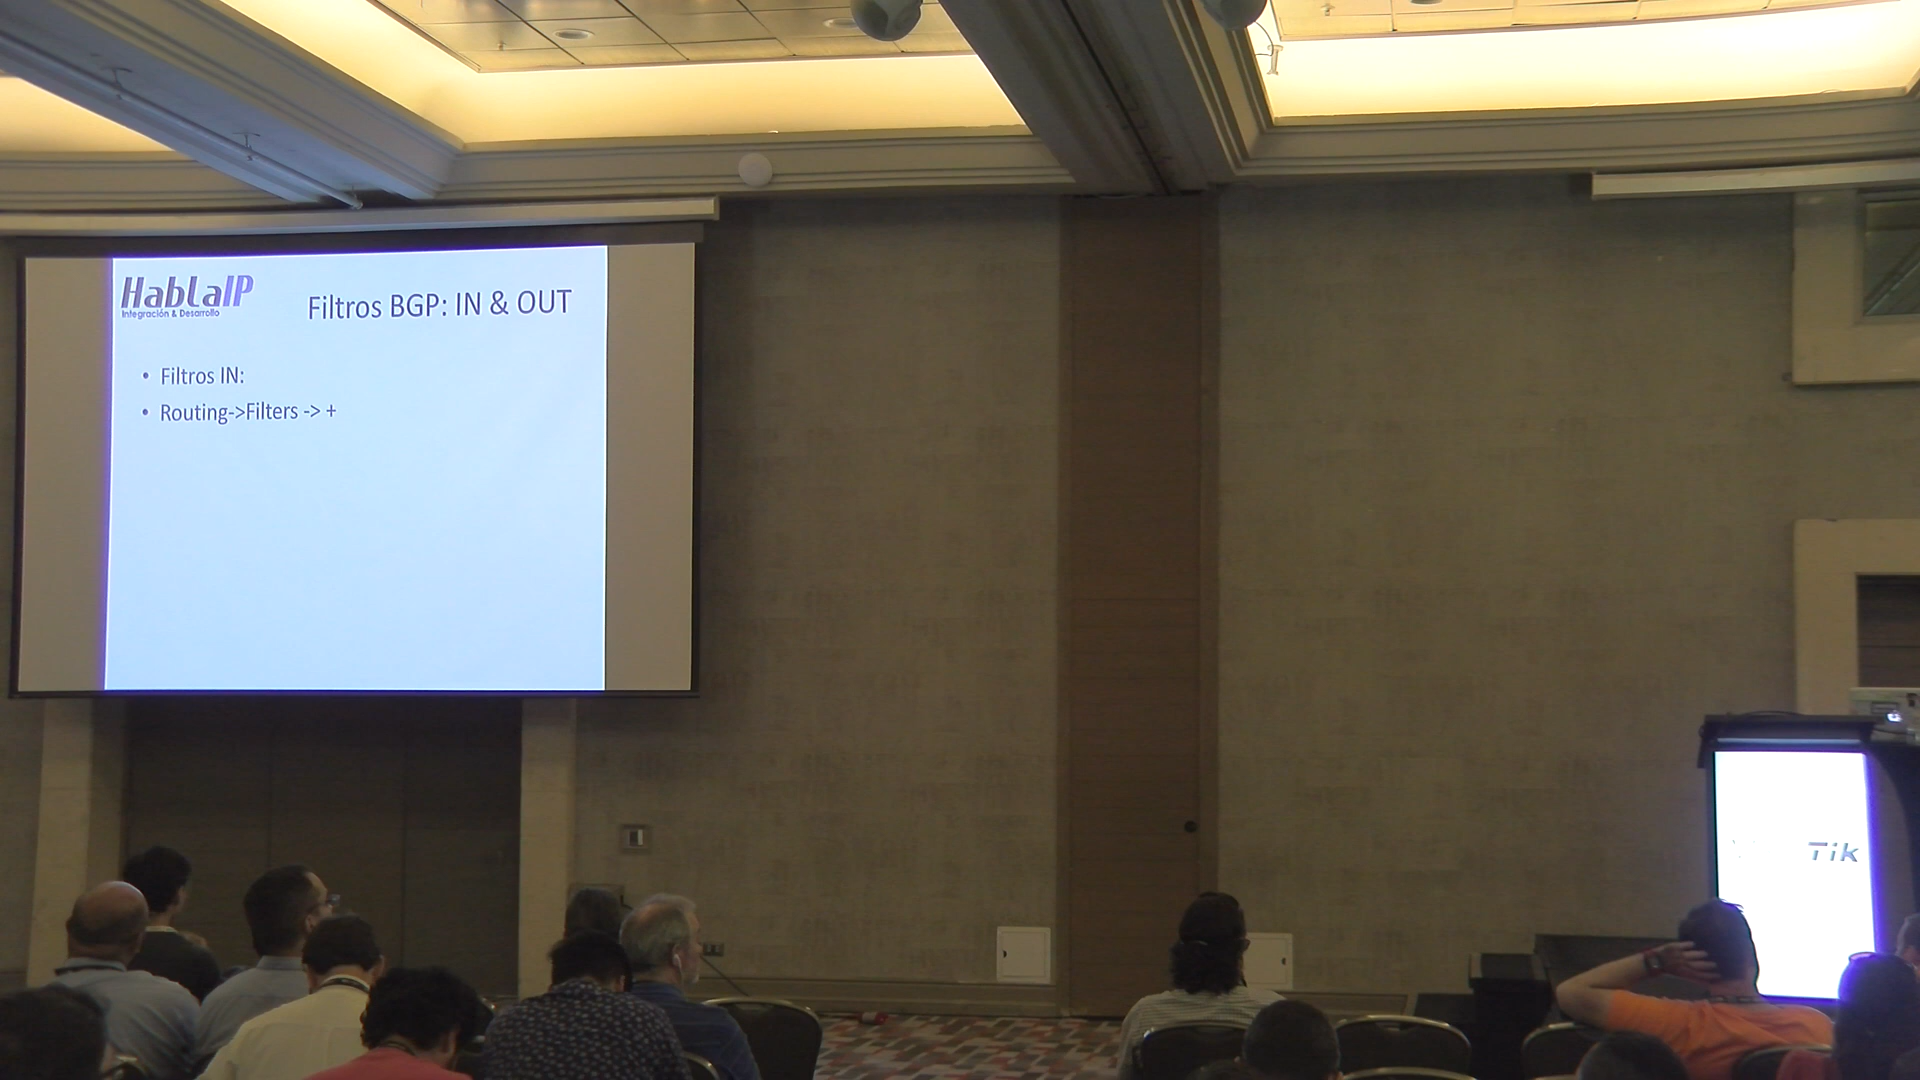 HablaIP
Integración & Desarrollo
Filtros BGP: IN & OUT
• Filtros IN:
• Routing->Filters -> +
Tik